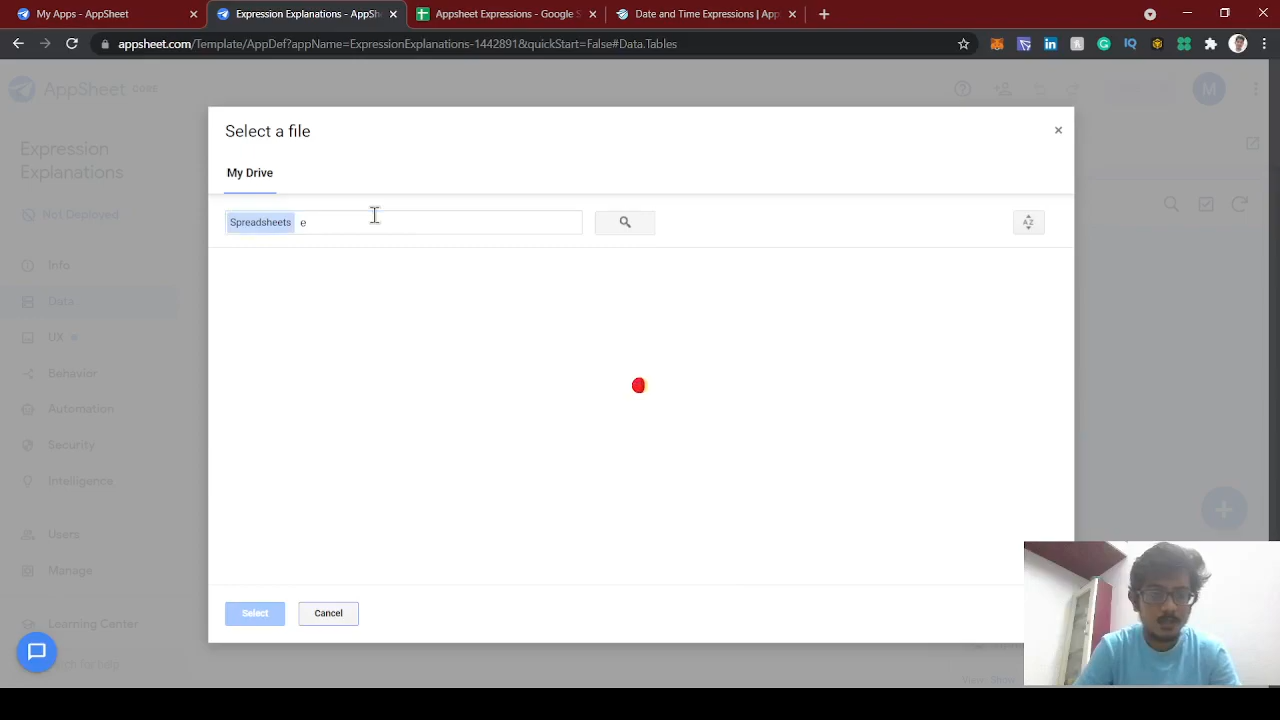 My Apps - AppSheet
Expression Explanations - AppSh
Appsheet Expressions - Google S
Date and Time Expressions | App
appsheet.com/Template/AppDef?appName=ExpressionExplanations-1442891&quickStart=False#Data.Tables
AppSheet CORE
M
Expression
Explanations
Not Deployed
Info
Data
UX
Behavior
Automation
Security
Intelligence
Users
Manage
Learning Center
Select a file
My Drive
Spreadsheets e
AZ
Select
Cancel